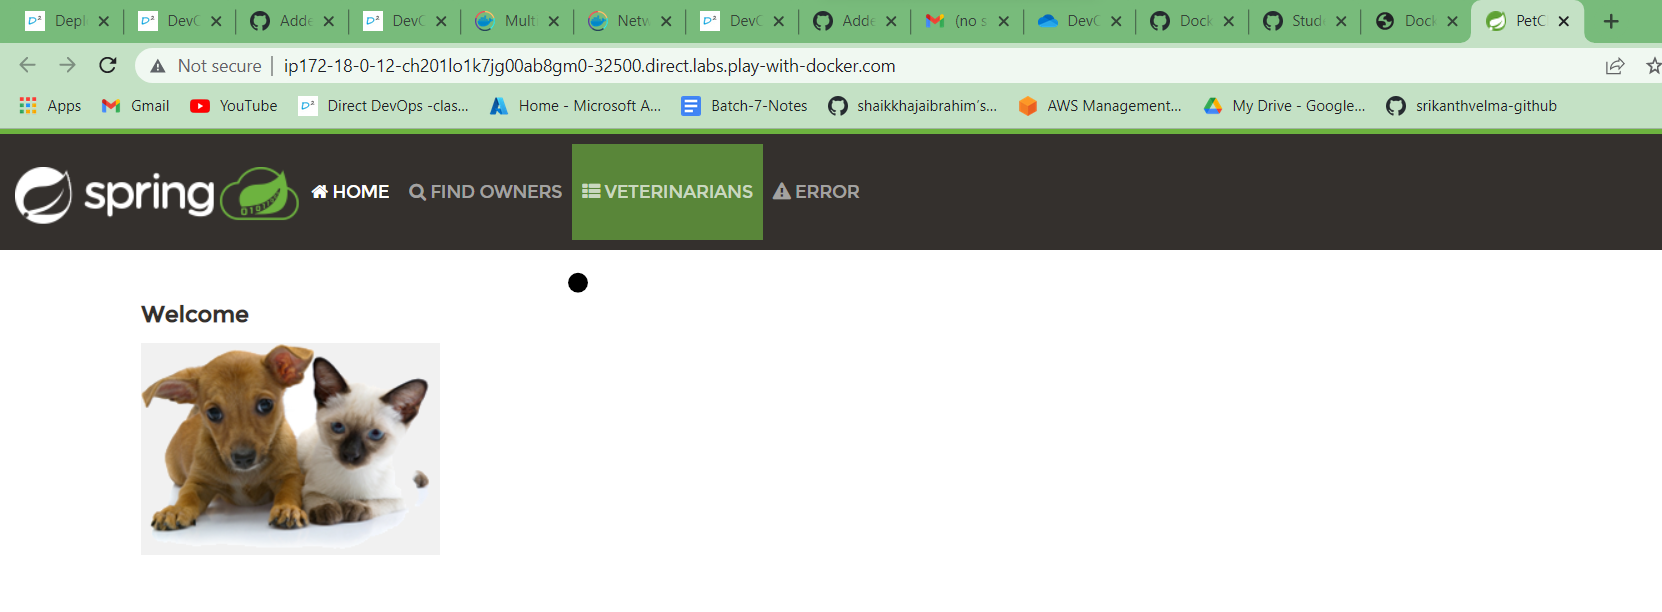 Depl DevC Adde DevC Mult Netw DevC Adde (no s DevC Dock Stud Dock PetC
Not secure ip172-18-0-12-ch201lo1k7jg00ab8gm0-32500.direct.labs.play-with-docker.com
Apps Gmail YouTube D² Direct DevOps -clas... Home - Microsoft A... Batch-7-Notes shaikkhajaibrahim's... AWS Management... My Drive - Google... srikanthvelma-github
spring HOME FIND OWNERS VETERINARIANS ERROR
Welcome